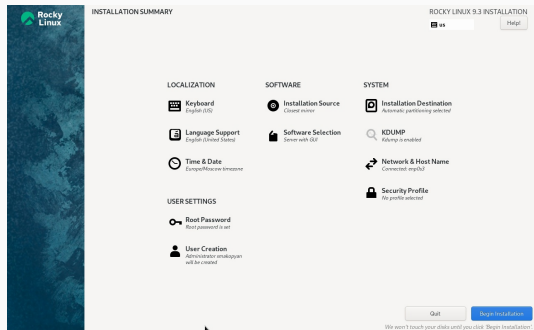 Rocky
Linux
INSTALLATION SUMMARY
ROCKY LINUX 9.3 INSTALLATION
us
Help!
LOCALIZATION
Keyboard
English (US)
Language Support
English (United States)
Time & Date
Europe/Moscow timezone
SOFTWARE
Installation Source
Closest mirror
Software Selection
Server with GUI
SYSTEM
Installation Destination
Automatic partitioning selected
KDUMP
Kdump is enabled
Network & Host Name
Connected: enp0s3
Security Profile
No profile selected
USER SETTINGS
Root Password
Root password is set
User Creation
Administrator emakopyan
will be created
Quit
Begin Installation
We won't touch your disks until you click 'Begin Installation'.